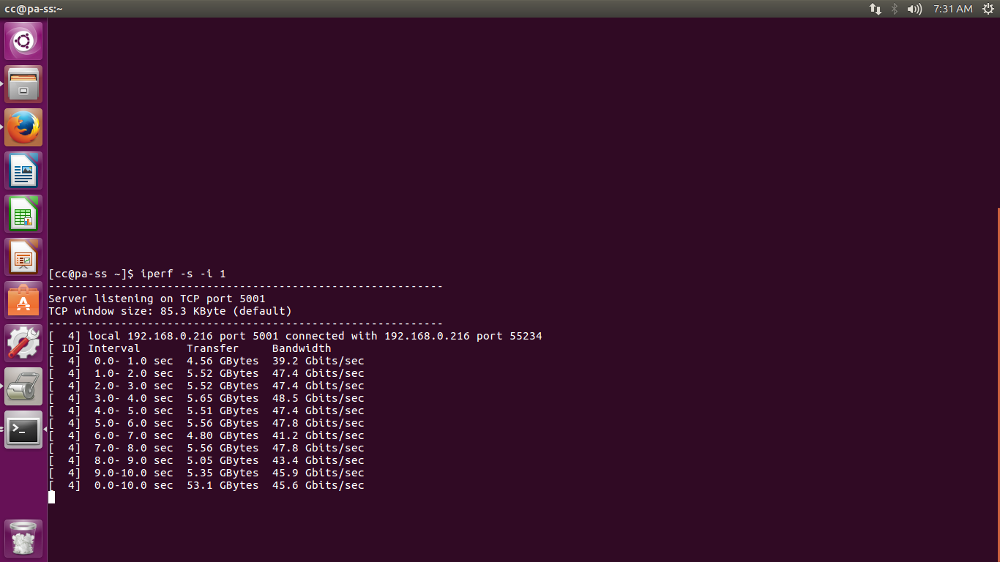 cc@pa-ss:~
7:31 AM
[cc@pa-ss ~]$ iperf -s -i 1
------------------------------------------------------------
Server listening on TCP port 5001
TCP window size: 85.3 KByte (default)
------------------------------------------------------------
[  4] local 192.168.0.216 port 5001 connected with 192.168.0.216 port 55234
[ ID] Interval       Transfer     Bandwidth
[  4]  0.0- 1.0 sec  4.56 GBytes  39.2 Gbits/sec
[  4]  1.0- 2.0 sec  5.52 GBytes  47.4 Gbits/sec
[  4]  2.0- 3.0 sec  5.52 GBytes  47.4 Gbits/sec
[  4]  3.0- 4.0 sec  5.65 GBytes  48.5 Gbits/sec
[  4]  4.0- 5.0 sec  5.51 GBytes  47.4 Gbits/sec
[  4]  5.0- 6.0 sec  5.56 GBytes  47.8 Gbits/sec
[  4]  6.0- 7.0 sec  4.80 GBytes  41.2 Gbits/sec
[  4]  7.0- 8.0 sec  5.56 GBytes  47.8 Gbits/sec
[  4]  8.0- 9.0 sec  5.05 GBytes  43.4 Gbits/sec
[  4]  9.0-10.0 sec  5.35 GBytes  45.9 Gbits/sec
[  4]  0.0-10.0 sec  53.1 GBytes  45.6 Gbits/sec